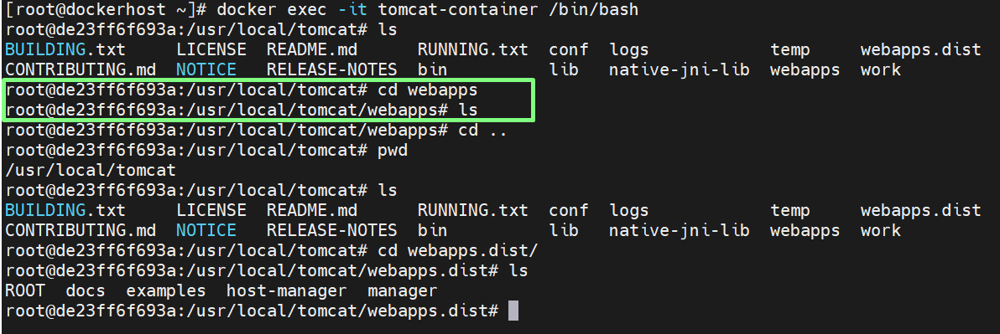 [root@dockerhost ~]# docker exec -it tomcat-container /bin/bash
root@de23ff6f693a:/usr/local/tomcat# ls
BUILDING.txt     LICENSE  README.md      RUNNING.txt  conf  logs            temp     webapps.dist
CONTRIBUTING.md  NOTICE   RELEASE-NOTES  bin          lib   native-jni-lib  webapps  work
root@de23ff6f693a:/usr/local/tomcat# cd webapps
root@de23ff6f693a:/usr/local/tomcat/webapps# ls
root@de23ff6f693a:/usr/local/tomcat/webapps# cd ..
root@de23ff6f693a:/usr/local/tomcat# pwd
/usr/local/tomcat
root@de23ff6f693a:/usr/local/tomcat# ls
BUILDING.txt     LICENSE  README.md      RUNNING.txt  conf  logs            temp     webapps.dist
CONTRIBUTING.md  NOTICE   RELEASE-NOTES  bin          lib   native-jni-lib  webapps  work
root@de23ff6f693a:/usr/local/tomcat# cd webapps.dist/
root@de23ff6f693a:/usr/local/tomcat/webapps.dist# ls
ROOT  docs  examples  host-manager  manager
root@de23ff6f693a:/usr/local/tomcat/webapps.dist#